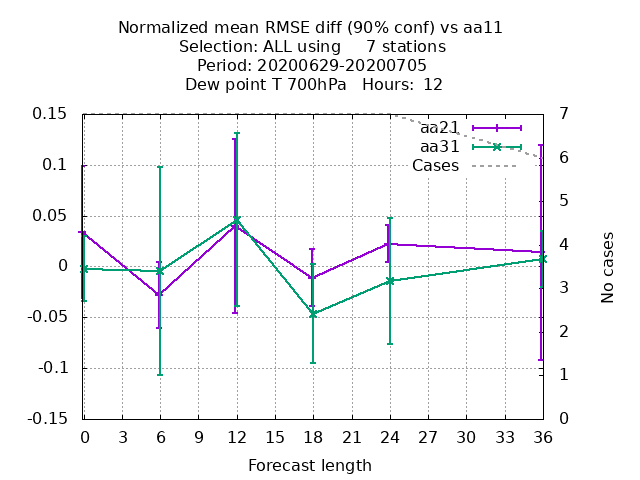 Normalized mean RMSE diff (90% conf) vs aa11
Selection: ALL using     7 stations
Period: 20200629-20200705
Dew point T 700hPa   Hours:  12
0.15
0.1
0.05
0
-0.05
-0.1
-0.15
7
6
5
4
3
2
1
0
aa21
aa31
Cases
No cases
0 3 6 9 12 15 18 21 24 27 30 33 36
Forecast length